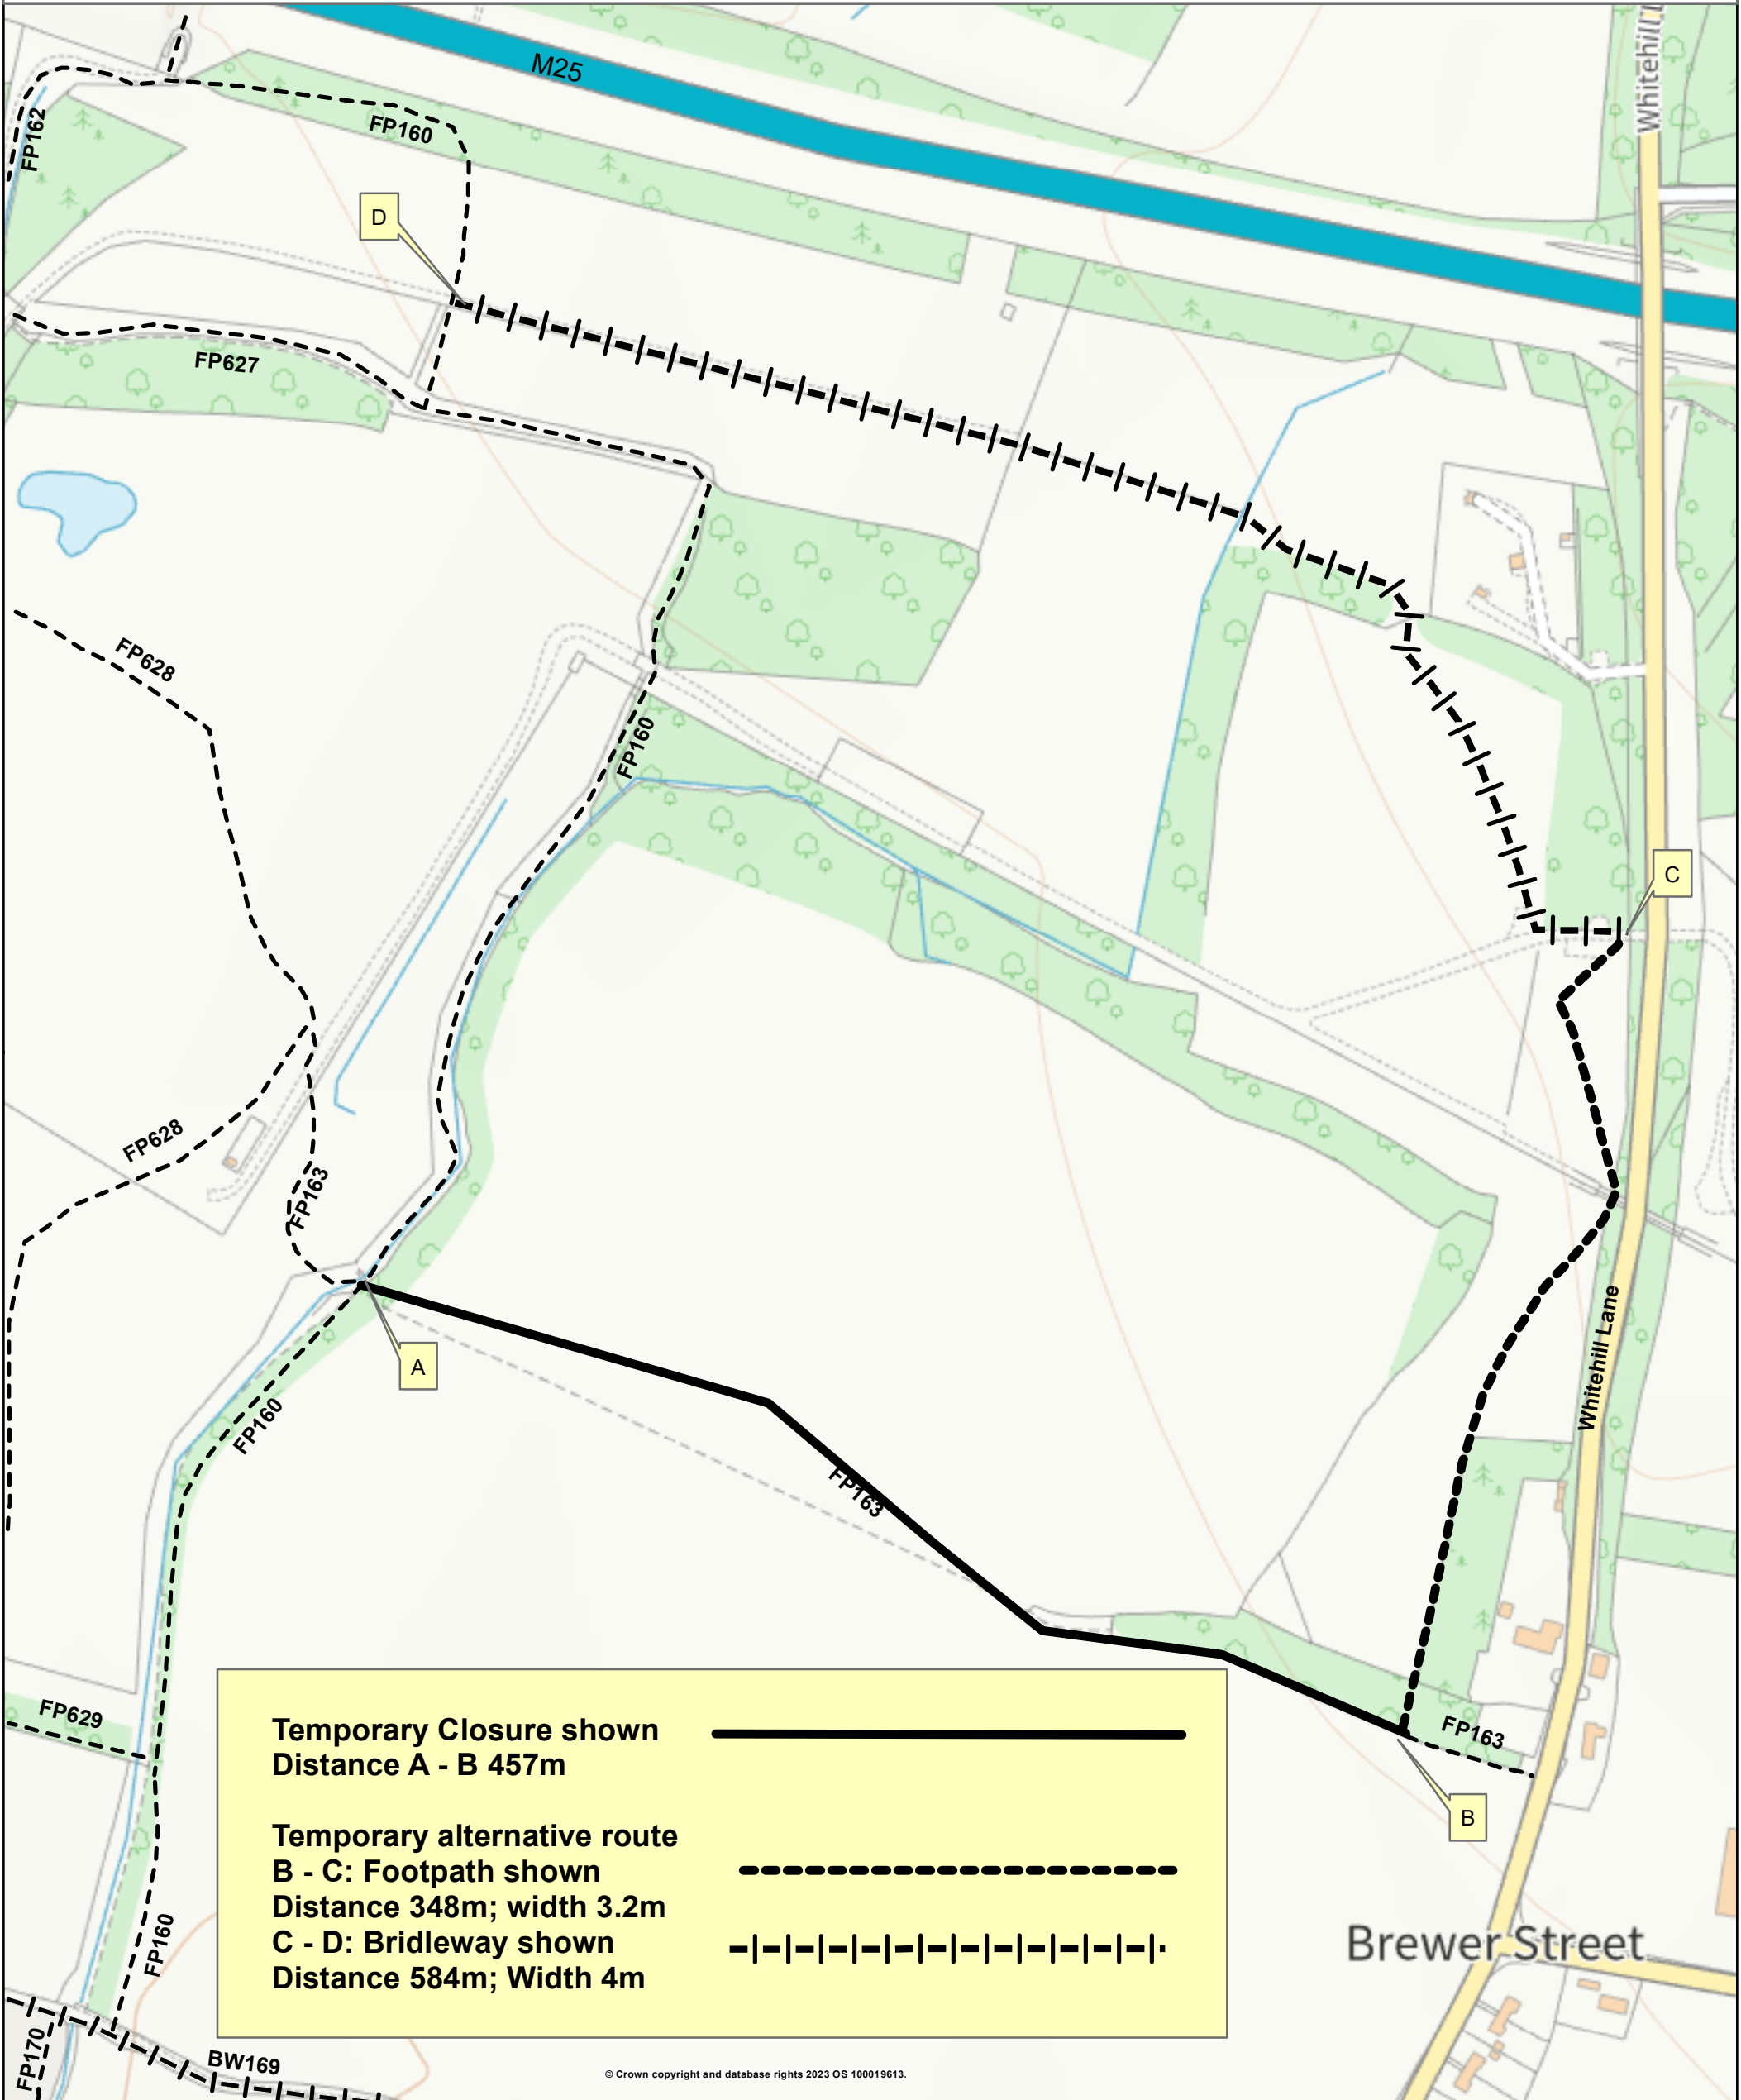 M25
Whitehill L
FP162
FP160
D
FP627
FP628
FP160
C
FP628
FP163
A
Whitehill Lane
FP160
FP163
FP629
FP163
B
Temporary Closure shown
Distance A - B 457m
Temporary alternative route
B - C: Footpath shown
Distance 348m; width 3.2m
C - D: Bridleway shown
Distance 584m; Width 4m
Brewer Street
FP160
FP170
BW169
© Crown copyright and database rights 2023 OS 100019613.